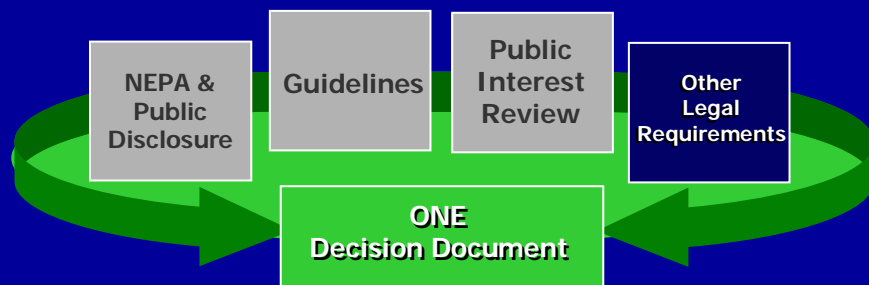 NEPA &
Public
Disclosure
Guidelines
Public
Interest
Review
Other
Legal
Requirements
ONE
Decision Document